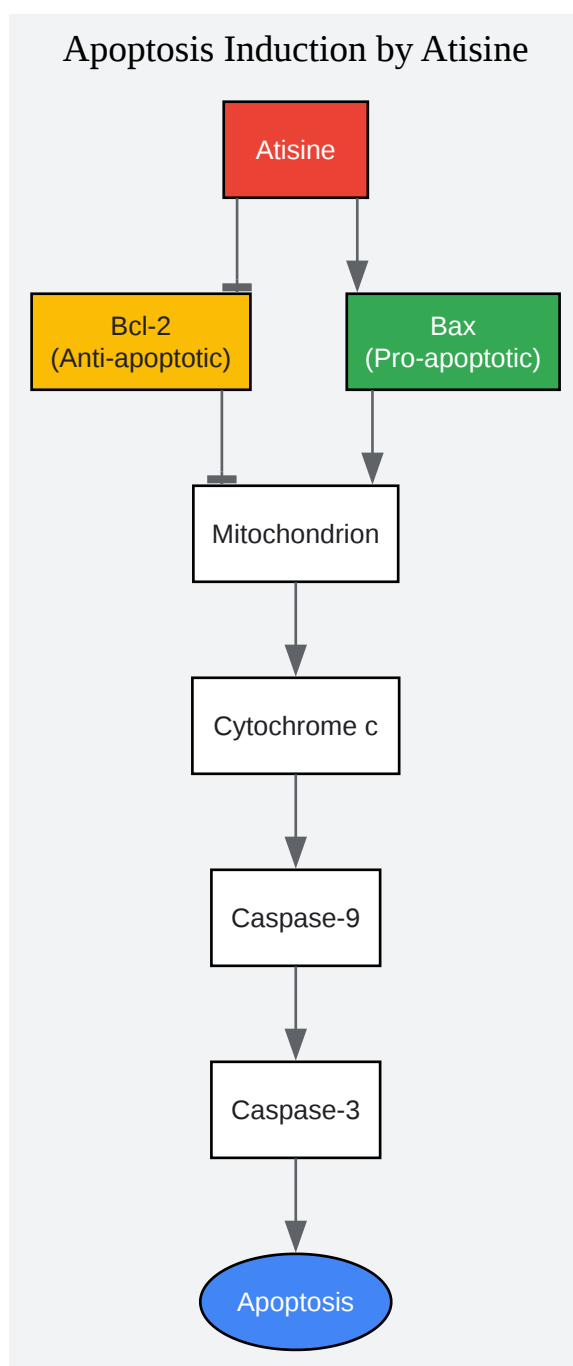 Apoptosis Induction by Atisine
Atisine
Bcl-2
(Anti-apoptotic)
Bax
(Pro-apoptotic)
Mitochondrion
Cytochrome c
Caspase-9
Caspase-3
Apoptosis